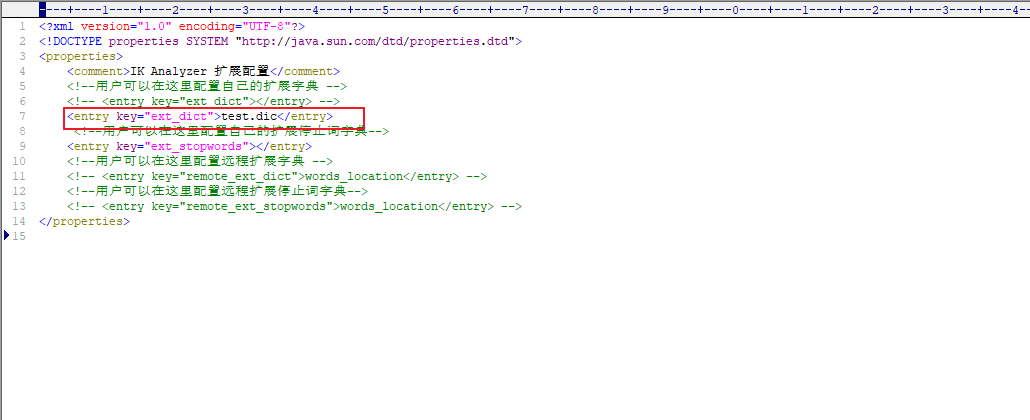 ----+----1----+----2----+----3----+----4----+----5----+----6----+----7----+----8----+----9----+----0----+----1----+----2----+----3----+----4--
1 <?xml version="1.0" encoding="UTF-8"?>
2 <!DOCTYPE properties SYSTEM "http://java.sun.com/dtd/properties.dtd">
3 <properties>
4     <comment>IK Analyzer 扩展配置</comment>
5     <!--用户可以在这里配置自己的扩展字典 -->
6     <!-- <entry key="ext_dict"></entry> -->
7     <entry key="ext_dict">test.dic</entry>
8      <!--用户可以在这里配置自己的扩展停止词字典-->
9     <entry key="ext_stopwords"></entry>
10     <!--用户可以在这里配置远程扩展字典 -->
11     <!-- <entry key="remote_ext_dict">words_location</entry> -->
12     <!--用户可以在这里配置远程扩展停止词字典-->
13     <!-- <entry key="remote_ext_stopwords">words_location</entry> -->
14 </properties>
15